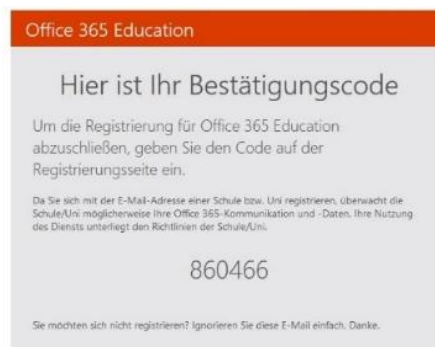 Office 365 Education
Hier ist Ihr Bestätigungscode
Um die Registrierung für Office 365 Education
abzuschließen, geben Sie den Code auf der
Registrierungsseite ein.
Da Sie sich mit der E-Mail-Adresse einer Schule bzw. Uni registrieren, überwacht die
Schule/Uni möglicherweise Ihre Office 365-Kommunikation und -Daten. Ihre Nutzung
des Diensts unterliegt den Richtlinien der Schule/Uni.
860466
Sie möchten sich nicht registrieren? Ignorieren Sie diese E-Mail einfach. Danke.